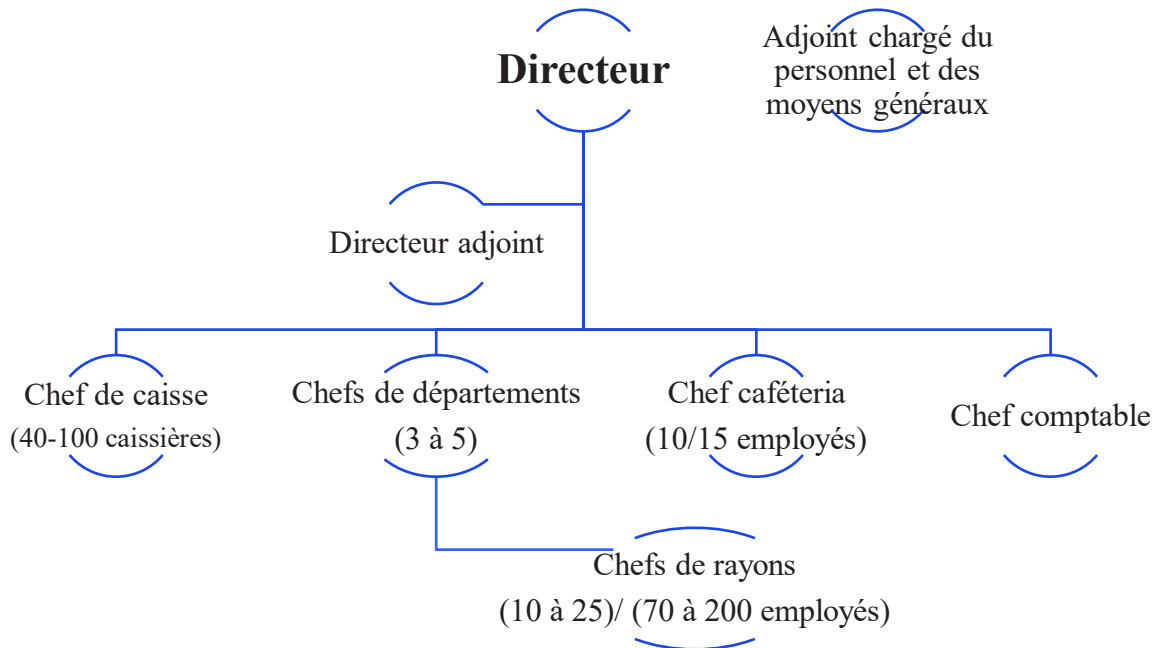 Directeur
Adjoint chargé du
personnel et des
moyens généraux
Directeur adjoint
Chef de caisse
(40-100 caissières)
Chefs de départements
(3 à 5)
Chef caféteria
(10/15 employés)
Chef comptable
Chefs de rayons
(10 à 25)/ (70 à 200 employés)